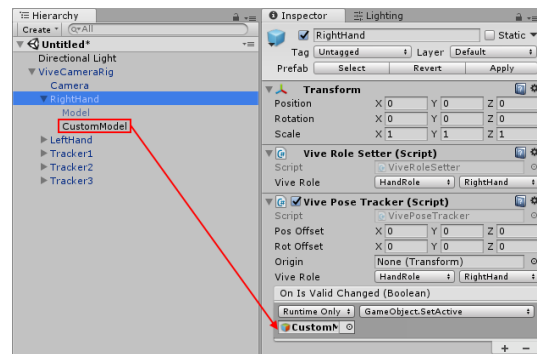 Hierarchy
Create
All
Untitled*
Directional Light
ViveCameraRig
Camera
RightHand
Model
CustomModel
LeftHand
Tracker1
Tracker2
Tracker3
Inspector
Lighting
RightHand
Static
Tag Untagged Layer Default
Prefab Select Revert Apply
Transform
Position X 0 Y 0 Z 0
Rotation X 0 Y 0 Z 0
Scale X 1 Y 1 Z 1
Vive Role Setter (Script)
Script ViveRoleSetter
Vive Role HandRole RightHand
Vive Pose Tracker (Script)
Script VivePoseTracker
Pos Offset X 0 Y 0 Z 0
Rot Offset X 0 Y 0 Z 0
Origin None (Transform)
Vive Role HandRole RightHand
On Is Valid Changed (Boolean)
Runtime Only GameObject.SetActive
CustomM
+ −